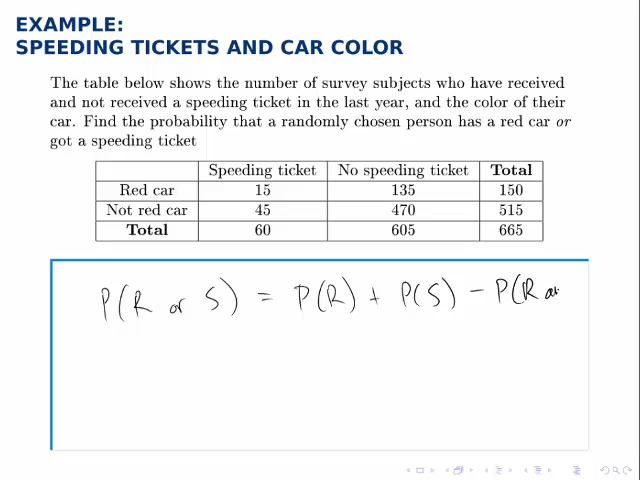 EXAMPLE:
SPEEDING TICKETS AND CAR COLOR
The table below shows the number of survey subjects who have received
and not received a speeding ticket in the last year, and the color of their
car. Find the probability that a randomly chosen person has a red car or
got a speeding ticket
Speeding ticket No speeding ticket Total
Red car 15 135 150
Not red car 45 470 515
Total 60 605 665
P(R or S) = P(R) + P(S) - P(R